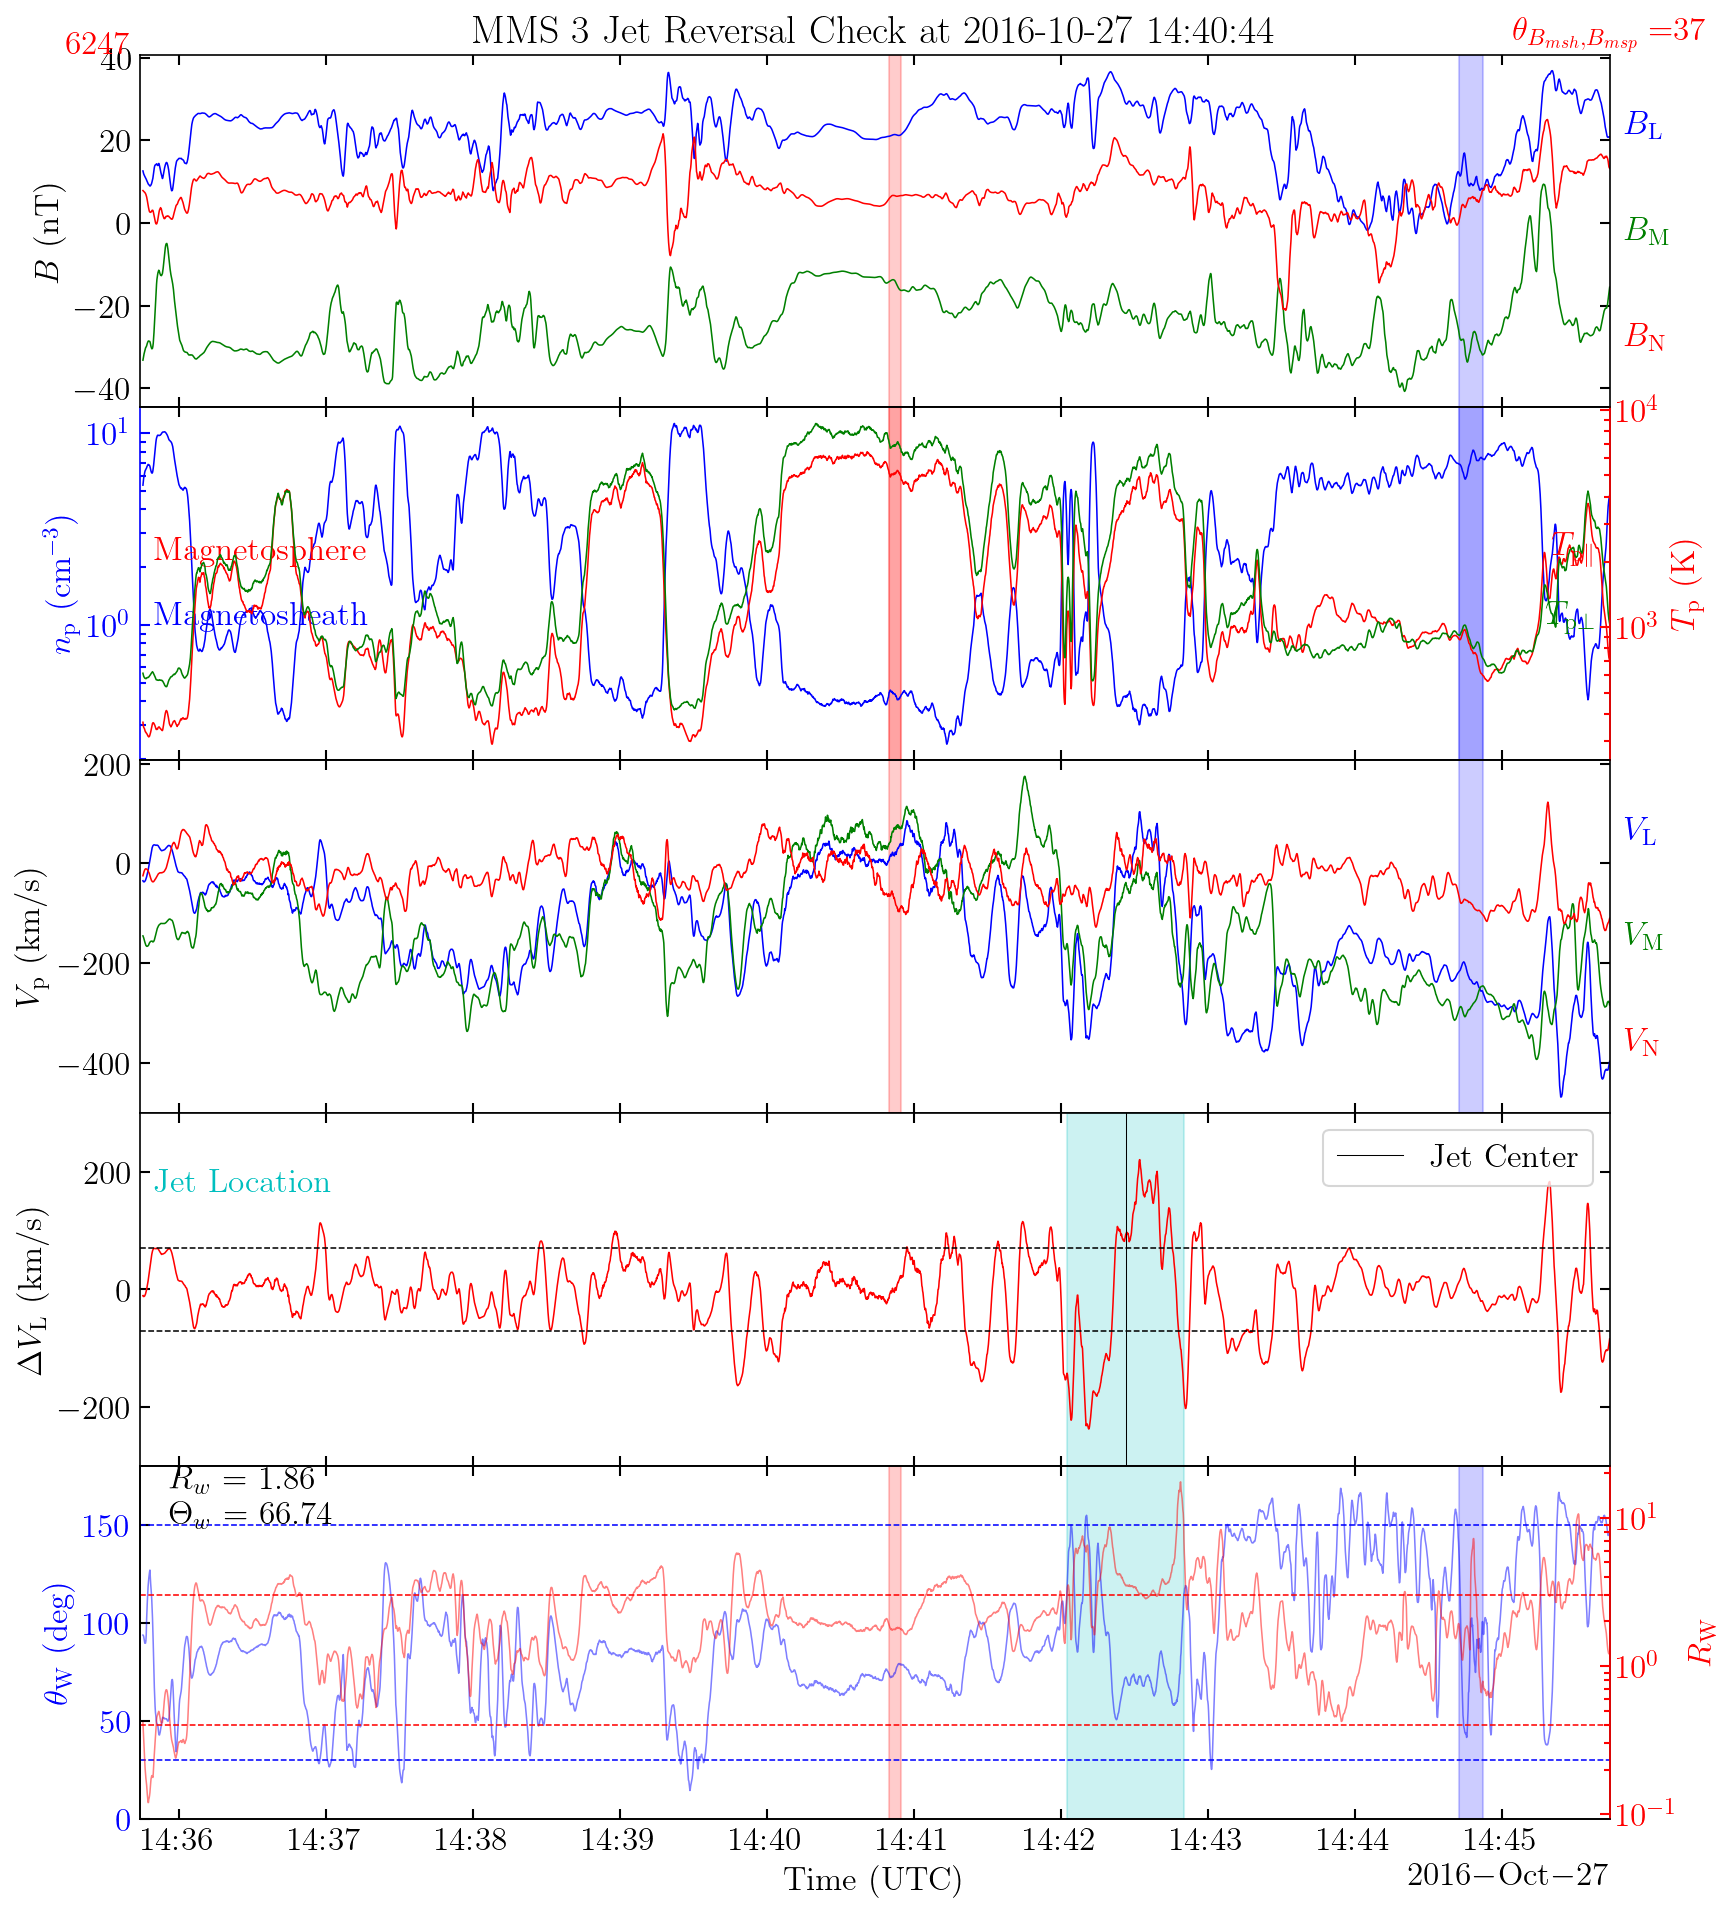 MMS 3 Jet Reversal Check at 2016-10-27 14:40:44
6247
θ_{B_{msh},B_{msp}} =37
40
20
0
−20
−40
B (nT)
B_L
B_M
B_N
10^1
10^0
n_p (cm^{−3})
Magnetosphere
Magnetosheath
T_{p∥}
T_{p⊥}
10^4
10^3
T_p (K)
200
0
−200
−400
V_p (km/s)
V_L
V_M
V_N
Jet Location
Jet Center
200
0
−200
ΔV_L (km/s)
R_w = 1.86
Θ_w = 66.74
150
100
50
0
θ_W (deg)
10^1
10^0
10^{−1}
R_W
14:36 14:37 14:38 14:39 14:40 14:41 14:42 14:43 14:44 14:45
Time (UTC)
2016−Oct−27